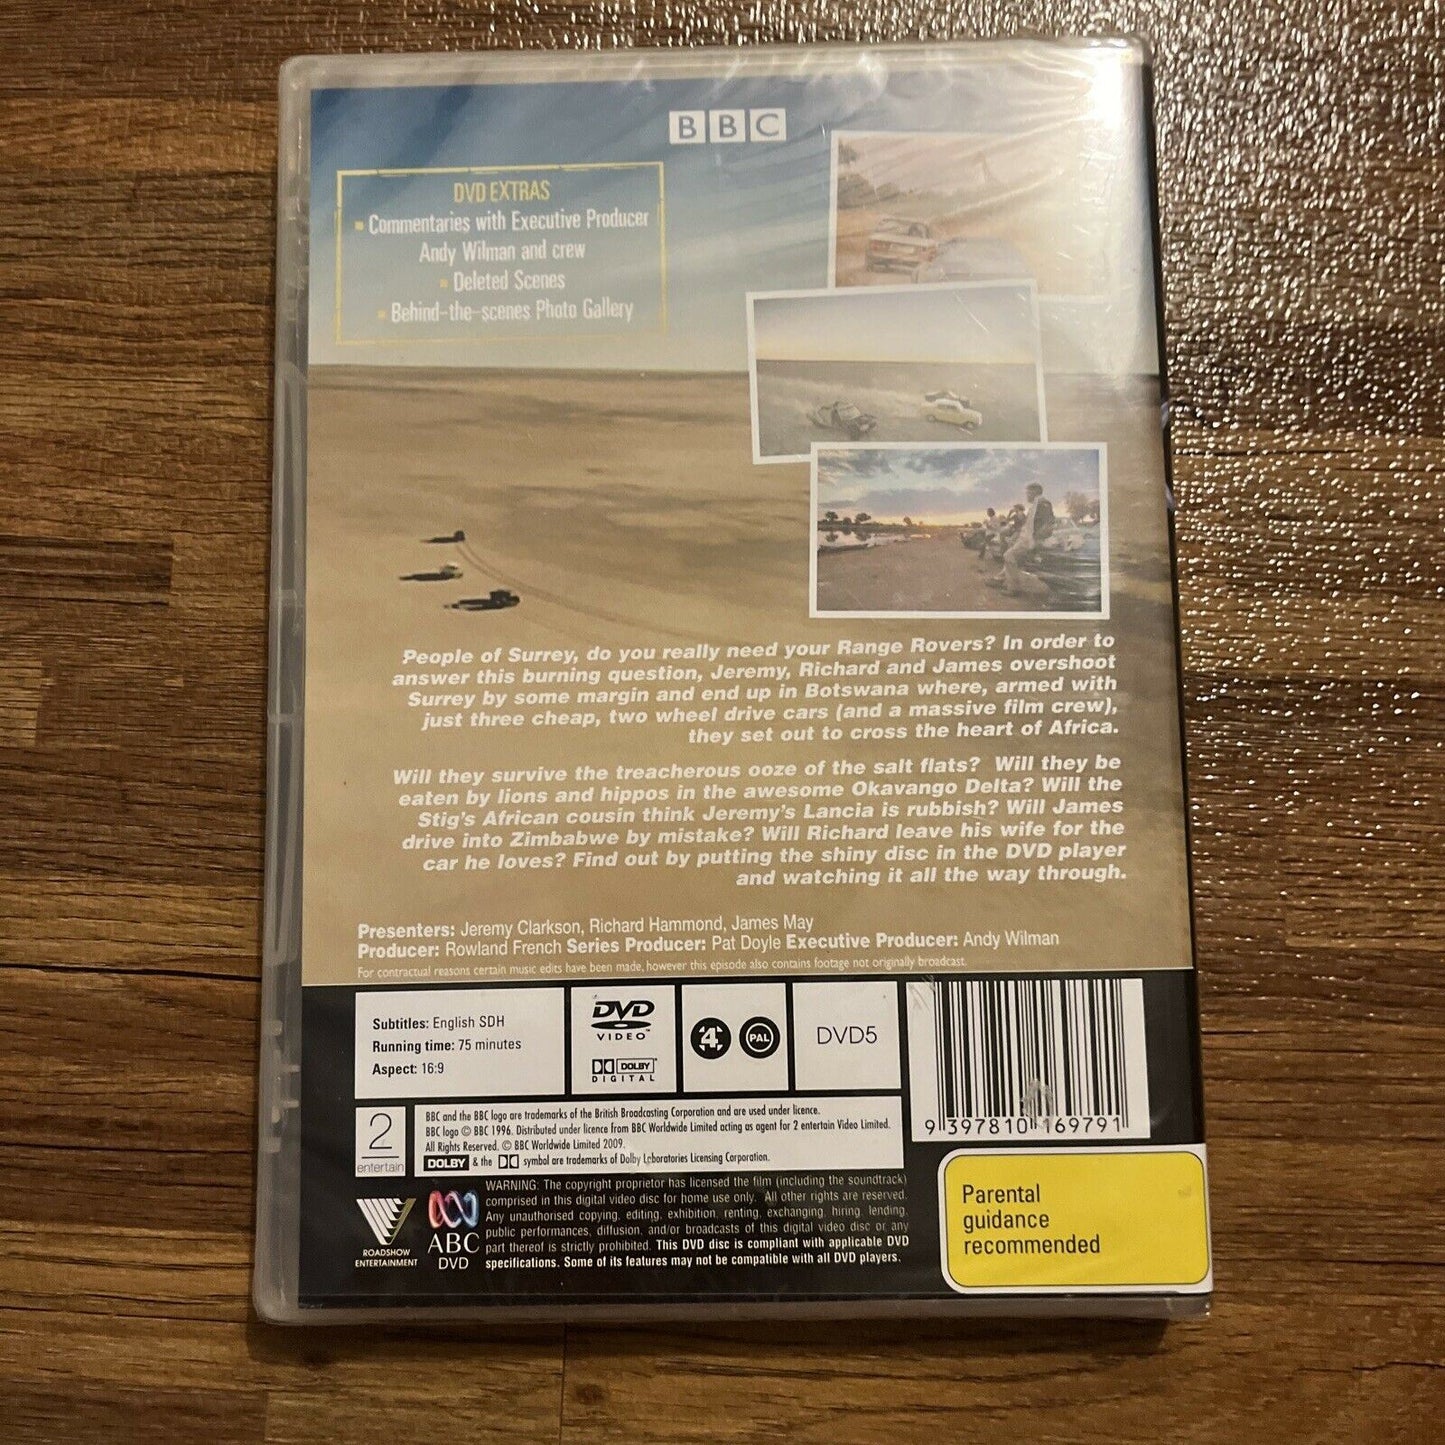 BBC
DVD EXTRAS
▪ Commentaries with Executive Producer
Andy Wilman and crew
▪ Deleted Scenes
▪ Behind-the-scenes Photo Gallery
People of Surrey, do you really need your Range Rovers? In order to
answer this burning question, Jeremy, Richard and James overshoot
Surrey by some margin and end up in Botswana where, armed with
just three cheap, two wheel drive cars (and a massive film crew),
they set out to cross the heart of Africa.
Will they survive the treacherous ooze of the salt flats? Will they be
eaten by lions and hippos in the awesome Okavango Delta? Will the
Stig's African cousin think Jeremy's Lancia is rubbish? Will James
drive into Zimbabwe by mistake? Will Richard leave his wife for the
car he loves? Find out by putting the shiny disc in the DVD player
and watching it all the way through.
Presenters: Jeremy Clarkson, Richard Hammond, James May
Producer: Rowland French Series Producer: Pat Doyle Executive Producer: Andy Wilman
For contractual reasons certain music edits have been made, however this episode also contains footage not originally broadcast.
Subtitles: English SDH
Running time: 75 minutes
Aspect: 16:9
DVD
VIDEO™
DOLBY
DIGITAL
4
PAL
DVD5
9 397810 169791
2
entertain
BBC and the BBC logo are trademarks of the British Broadcasting Corporation and are used under licence.
BBC logo © BBC 1996. Distributed under licence from BBC Worldwide Limited acting as agent for 2 entertain Video Limited.
All Rights Reserved. © BBC Worldwide Limited 2009.
DOLBY & the symbol are trademarks of Dolby Laboratories Licensing Corporation.
ROADSHOW
ENTERTAINMENT
ABC
DVD
WARNING: The copyright proprietor has licensed the film (including the soundtrack)
comprised in this digital video disc for home use only. All other rights are reserved.
Any unauthorised copying, editing, exhibition, renting, exchanging, hiring, lending,
public performances, diffusion, and/or broadcasts of this digital video disc or any
part thereof is strictly prohibited. This DVD disc is compliant with applicable DVD
specifications. Some of its features may not be compatible with all DVD players.
Parental
guidance
recommended